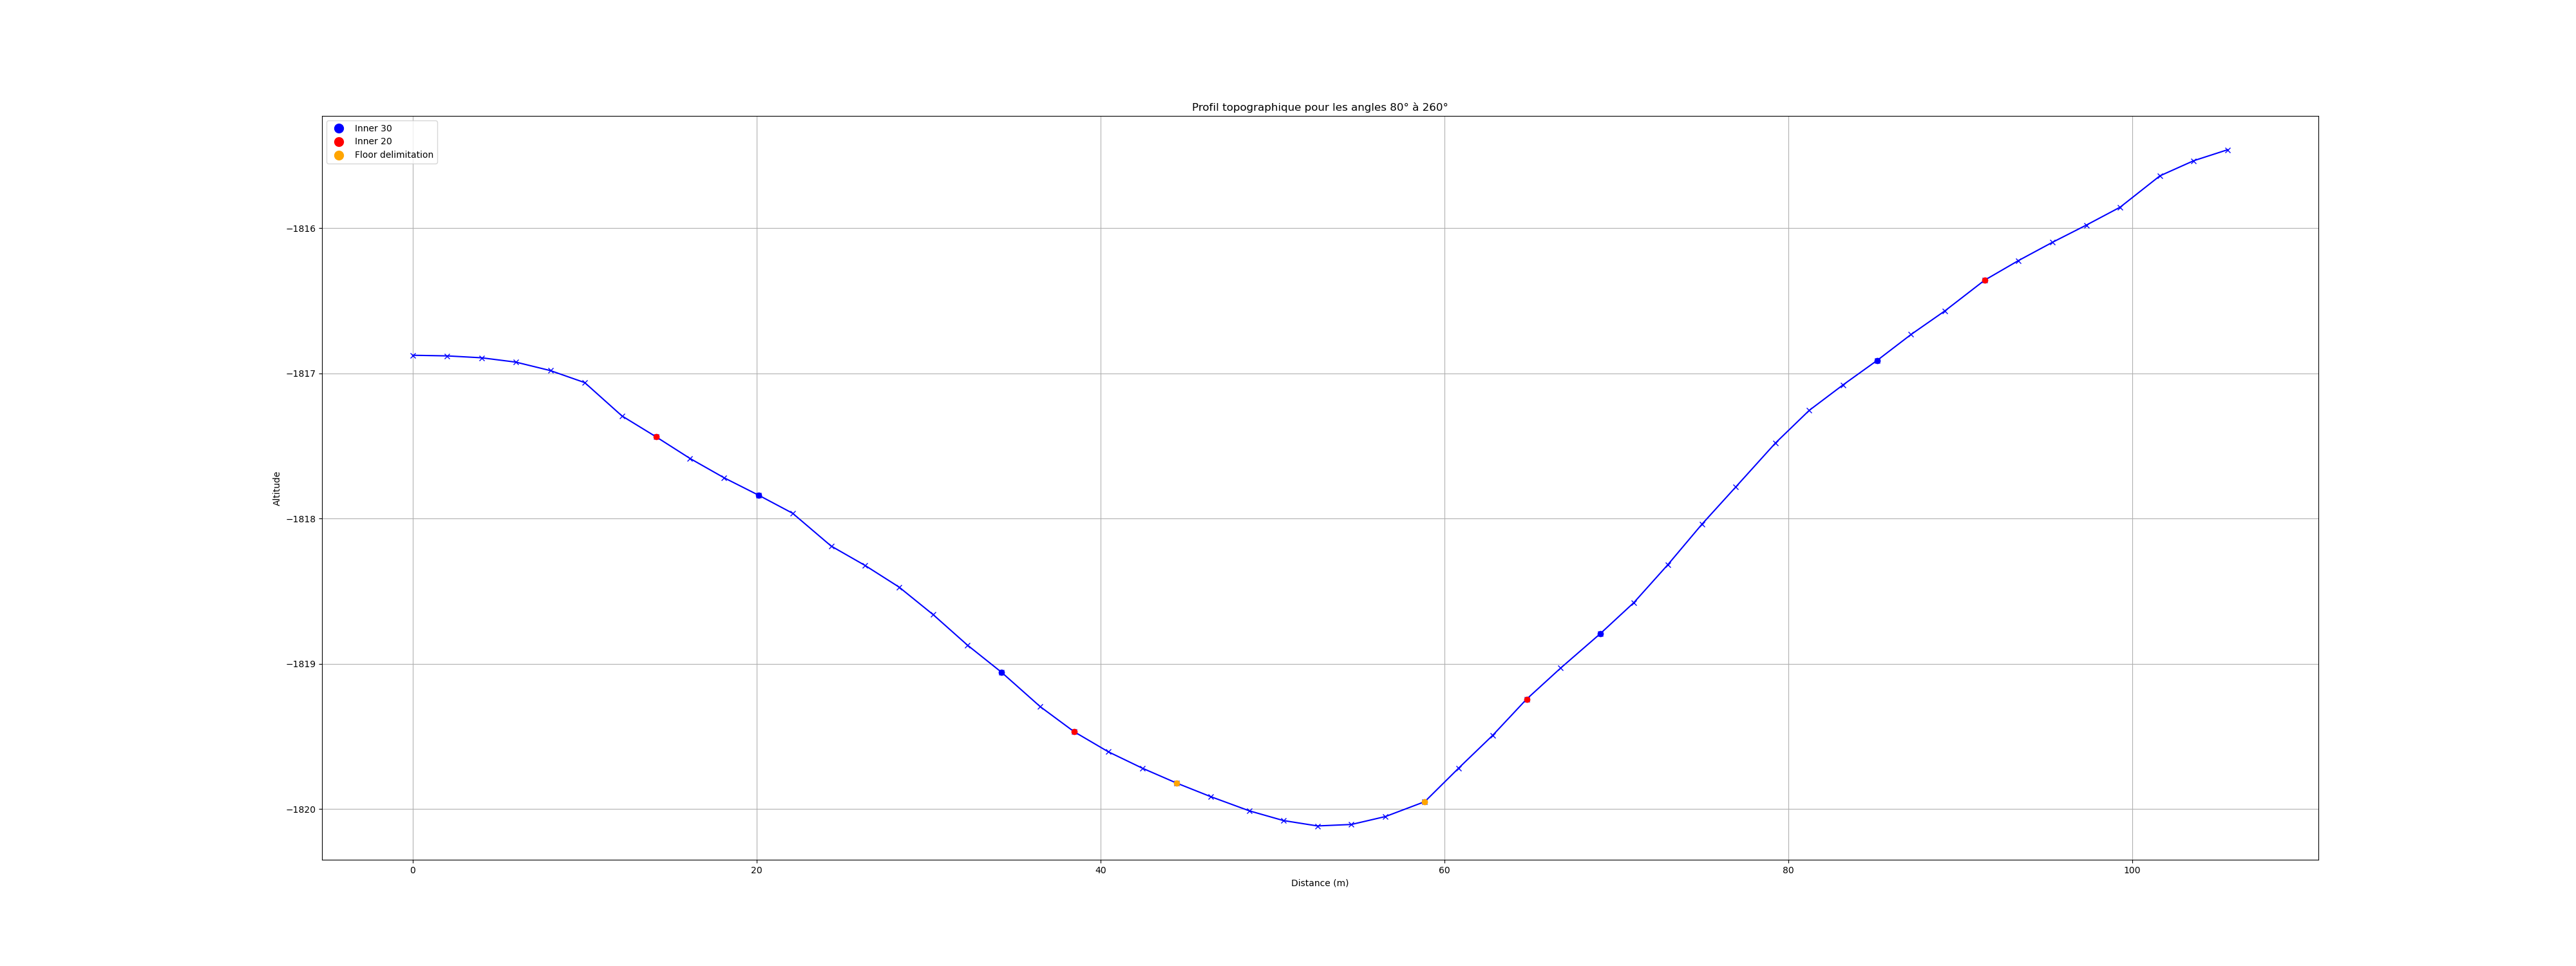 Profil topographique pour les angles 80° à 260°
Inner 30
Inner 20
Floor delimitation
Altitude
−1816
−1817
−1818
−1819
−1820
0 20 40 60 80 100
Distance (m)